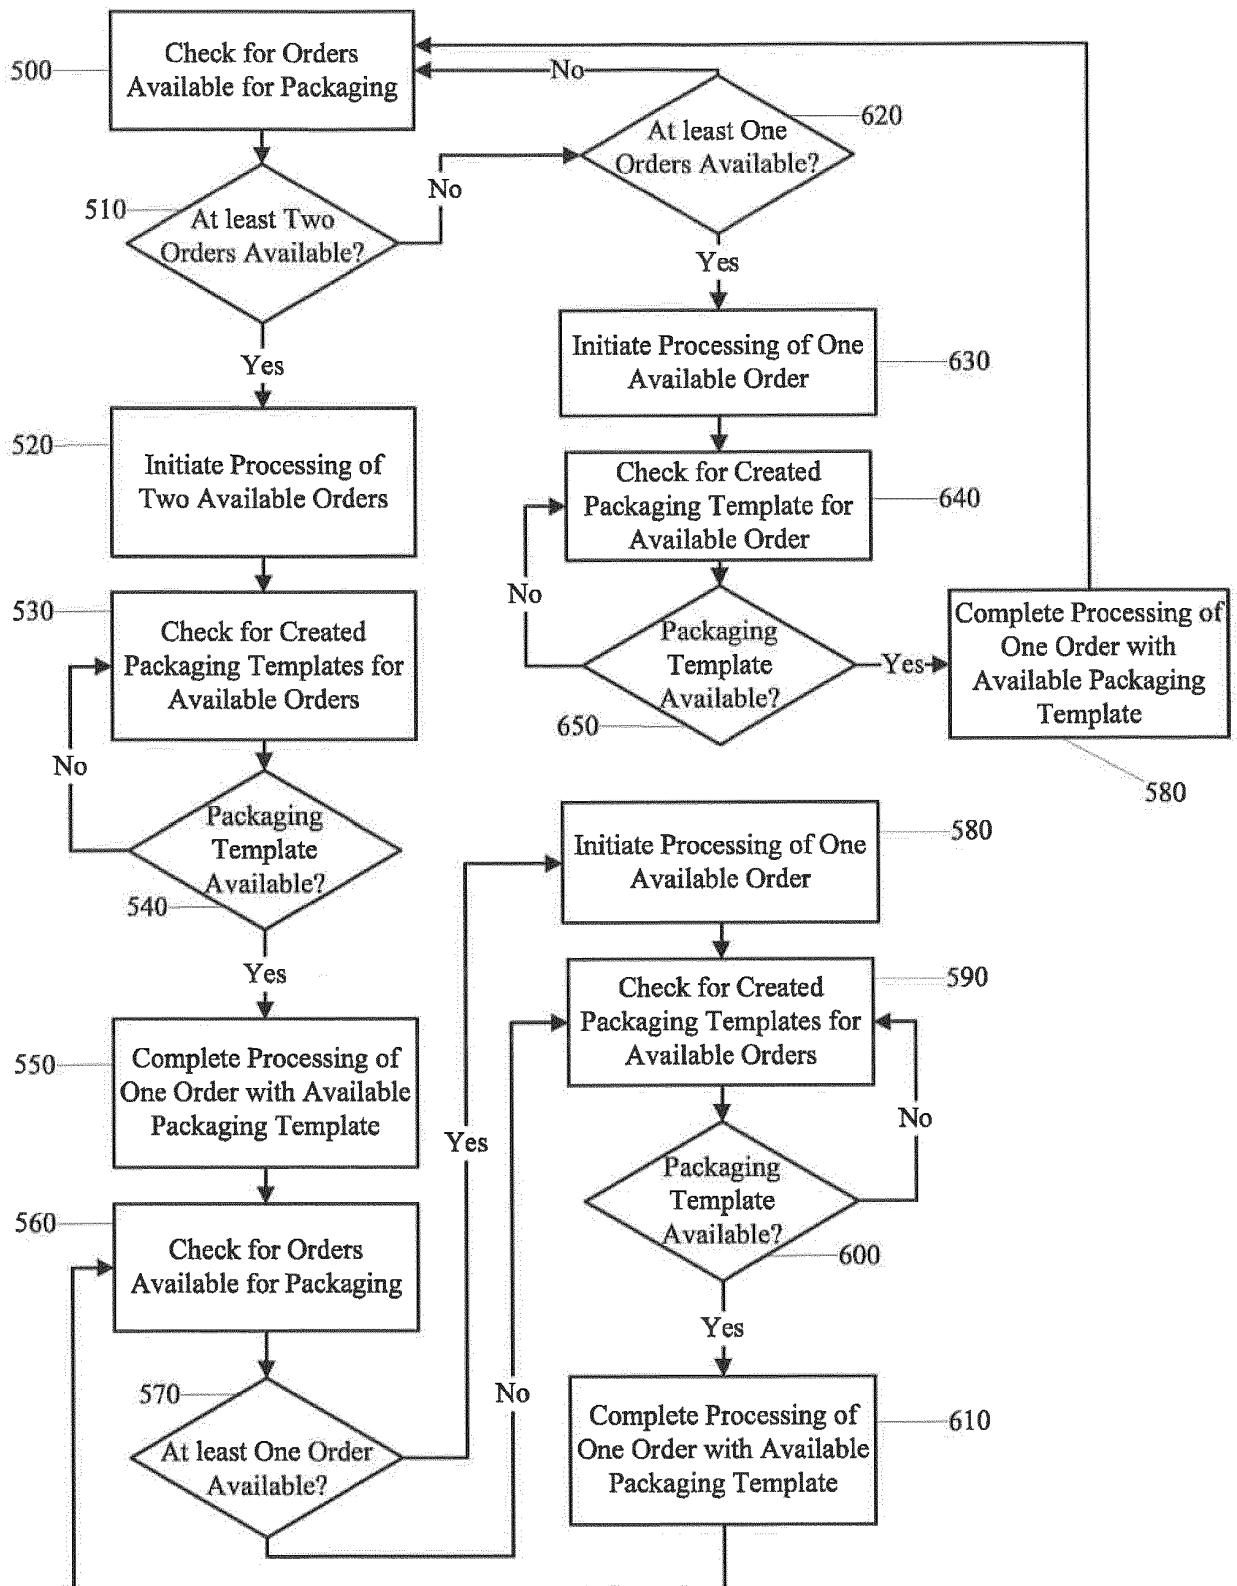 500
Check for Orders
Available for Packaging
No
At least One
Orders Available?
620
510
At least Two
Orders Available?
No
Yes
Yes
Initiate Processing of One
Available Order
630
520
Initiate Processing of
Two Available Orders
Check for Created
Packaging Template for
Available Order
640
No
530
Check for Created
Packaging Templates for
Available Orders
Packaging
Template
Available?
650
Yes
Complete Processing of
One Order with
Available Packaging
Template
580
No
Packaging
Template
Available?
540
Yes
Initiate Processing of One
Available Order
580
Check for Created
Packaging Templates for
Available Orders
590
550
Complete Processing of
One Order with Available
Packaging Template
Yes
No
Packaging
Template
Available?
600
560
Check for Orders
Available for Packaging
Yes
570
At least One Order
Available?
No
Complete Processing of
One Order with Available
Packaging Template
610